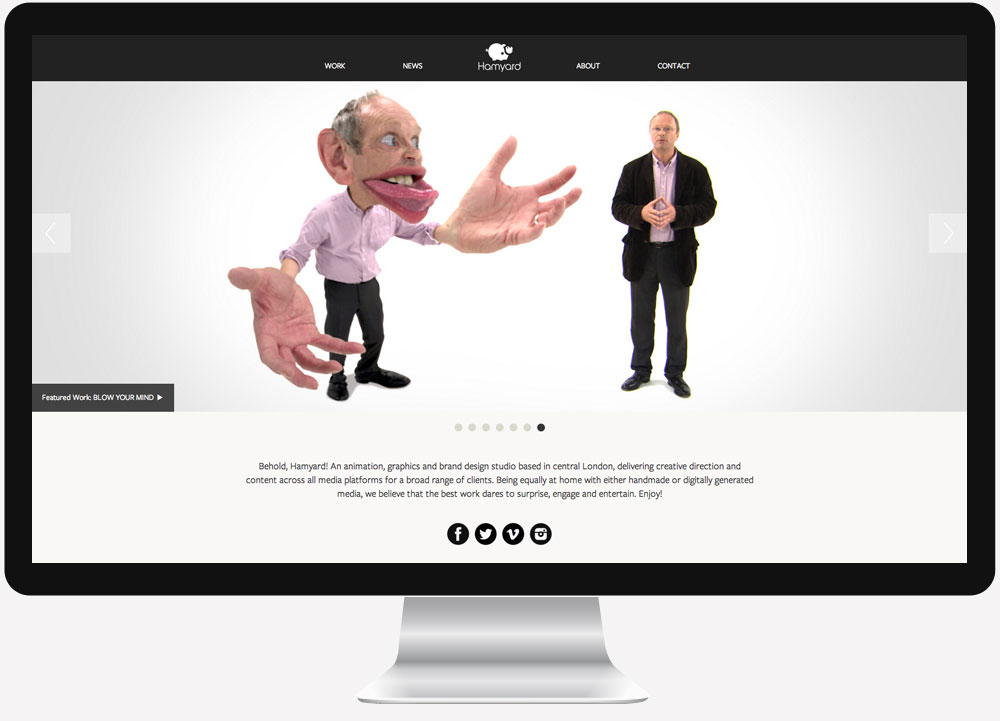 WORK
NEWS
Hamyard
ABOUT
CONTACT
Featured Work: BLOW YOUR MIND
Behold, Hamyard! An animation, graphics and brand design studio based in central London, delivering creative direction and
content across all media platforms for a broad range of clients. Being equally at home with either handmade or digitally generated
media, we believe that the best work dares to surprise, engage and entertain. Enjoy!